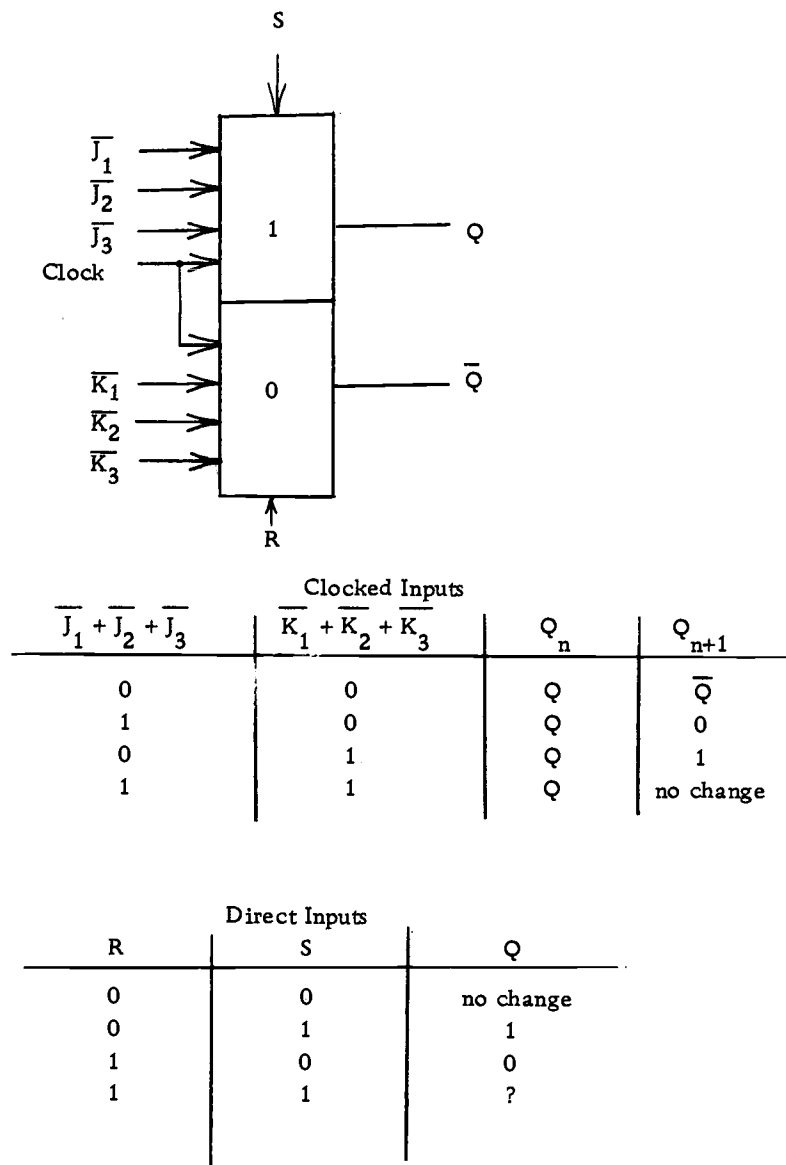 S
J̅₁
J̅₂
J̅₃
1
Q
Clock
K̅₁
0
Q̅
K̅₂
K̅₃
R
Clocked Inputs
J̅₁ + J̅₂ + J̅₃ K̅₁ + K̅₂ + K̅₃ Qₙ Qₙ₊₁
0 0 Q Q̅
1 0 Q 0
0 1 Q 1
1 1 Q no change
Direct Inputs
R S Q
0 0 no change
0 1 1
1 0 0
1 1 ?